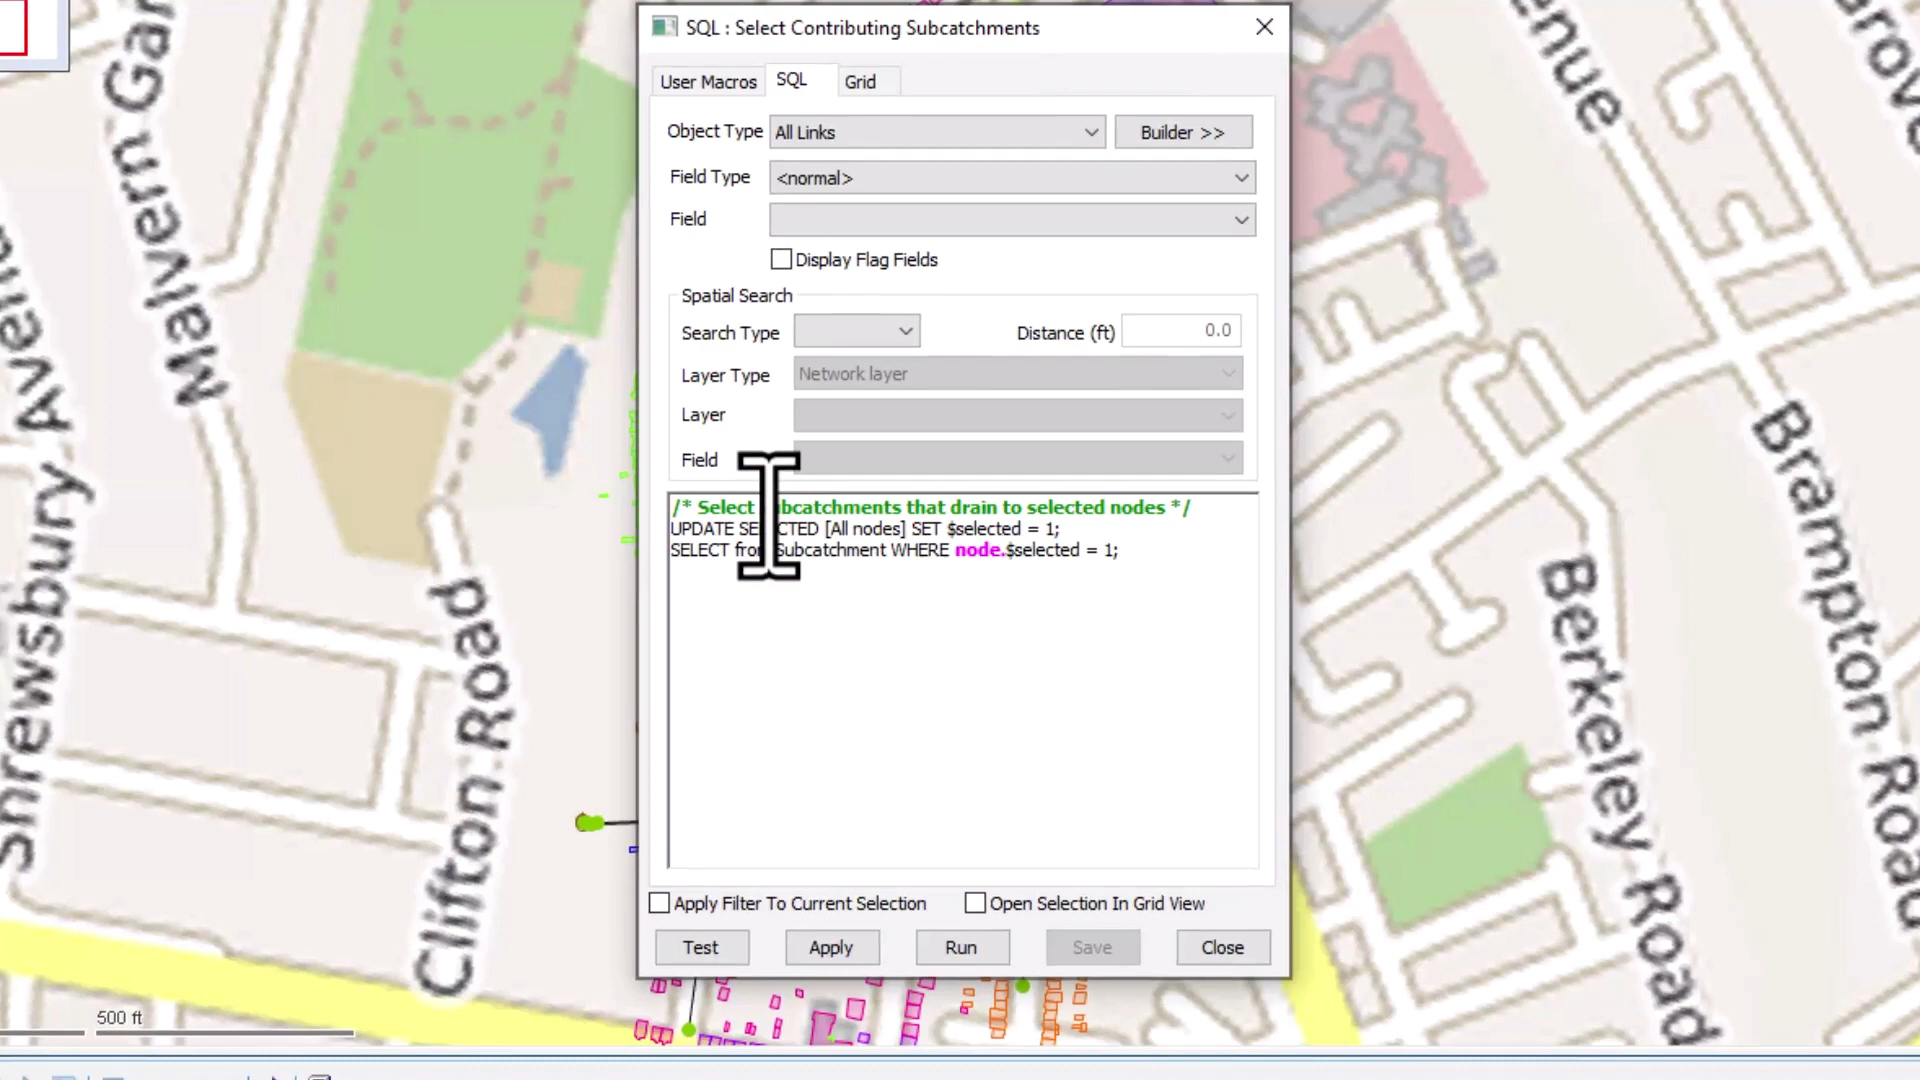 SQL : Select Contributing Subcatchments
User Macros
SQL
Grid
Object Type
All Links
Builder >>
Field Type
<normal>
Field
Display Flag Fields
Spatial Search
Search Type
Distance (ft)
0.0
Layer Type
Network layer
Layer
Field
/* Select bcatchments that drain to selected nodes */
UPDATE SE CTED [All nodes] SET $selected = 1;
SELECT from Subcatchment WHERE node.$selected = 1;
Apply Filter To Current Selection
Open Selection In Grid View
Test
Apply
Run
Save
Close
Malvern Gar
Shrewsbury Avenu
Clifton Road
enue
Grove
Brampton Road
Berkeley Road
500 ft